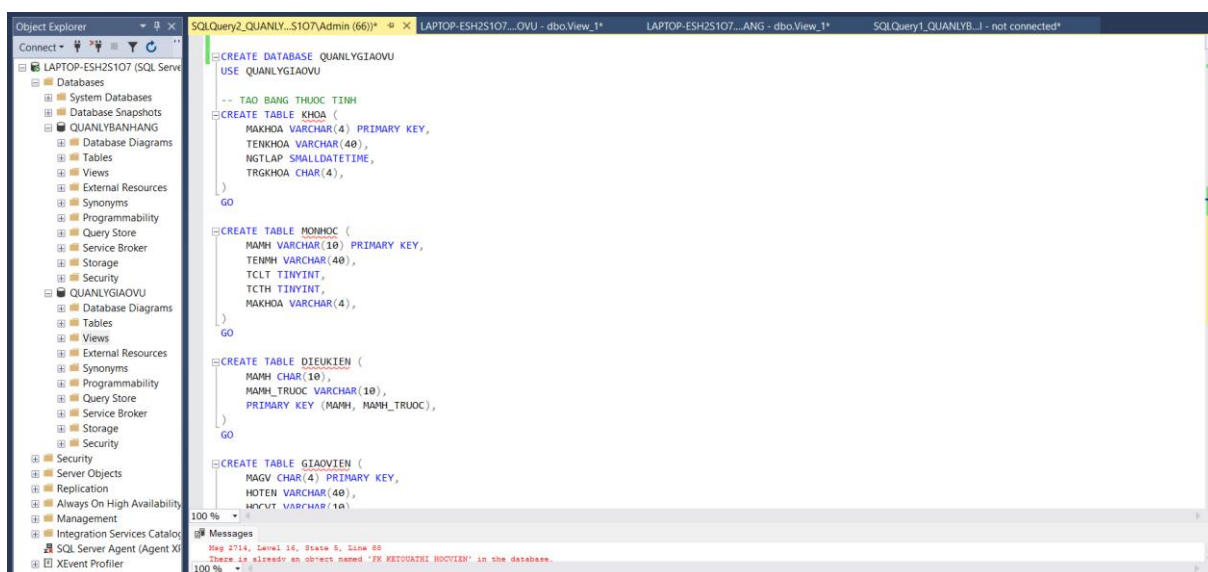 Object Explorer
Connect
LAPTOP-ESH2S1O7 (SQL Serve
Databases
System Databases
Database Snapshots
QUANLYBANHANG
Database Diagrams
Tables
Views
External Resources
Synonyms
Programmability
Query Store
Service Broker
Storage
Security
QUANLYGIAOVU
Database Diagrams
Tables
Views
External Resources
Synonyms
Programmability
Query Store
Service Broker
Storage
Security
Security
Server Objects
Replication
Always On High Availability
Management
Integration Services Catalog
SQL Server Agent (Agent XP
XEvent Profiler
SQLQuery2_QUANLY...S1O7\Admin (66))*
LAPTOP-ESH2S1O7....OVU - dbo.View_1*
LAPTOP-ESH2S1O7....ANG - dbo.View_1*
SQLQuery1_QUANLYB...I - not connected*
CREATE DATABASE QUANLYGIAOVU
USE QUANLYGIAOVU
-- TAO BANG THUOC TINH
CREATE TABLE KHOA (
MAKHOA VARCHAR(4) PRIMARY KEY,
TENKHOA VARCHAR(40),
NGTLAP SMALLDATETIME,
TRGKHOA CHAR(4),
)
GO
CREATE TABLE MONHOC (
MAMH VARCHAR(10) PRIMARY KEY,
TENMH VARCHAR(40),
TCLT TINYINT,
TCTH TINYINT,
MAKHOA VARCHAR(4),
)
GO
CREATE TABLE DIEUKIEN (
MAMH CHAR(10),
MAMH_TRUOC VARCHAR(10),
PRIMARY KEY (MAMH, MAMH_TRUOC),
)
GO
CREATE TABLE GIAOVIEN (
MAGV CHAR(4) PRIMARY KEY,
HOTEN VARCHAR(40),
HOCVI VARCHAR(10)
100 %
Messages
Msg 2714, Level 16, State 5, Line 88
There is already an object named 'FK_KETQUATHI_HOCVIEN' in the database.
100 %